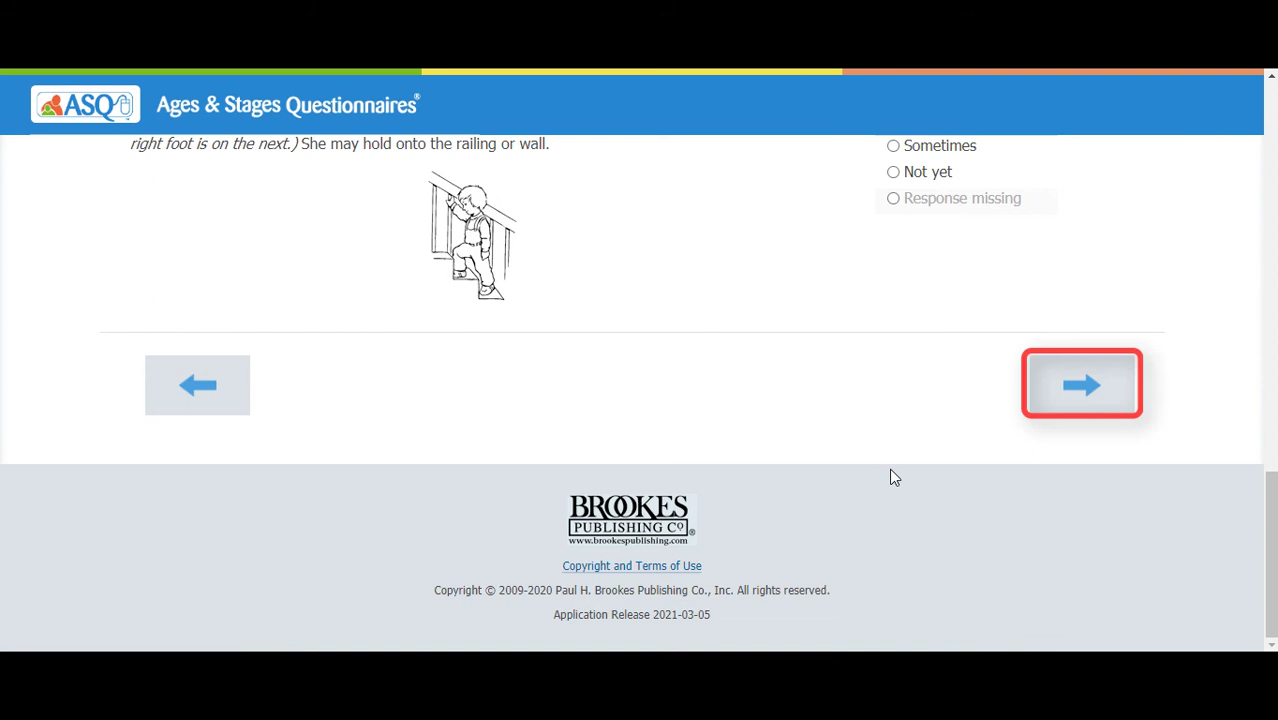 ASQ Ages & Stages Questionnaires®
right foot is on the next.) She may hold onto the railing or wall.
Sometimes
Not yet
Response missing
BROOKES
PUBLISHING CO®
www.brookespublishing.com
Copyright and Terms of Use
Copyright © 2009-2020 Paul H. Brookes Publishing Co., Inc. All rights reserved.
Application Release 2021-03-05